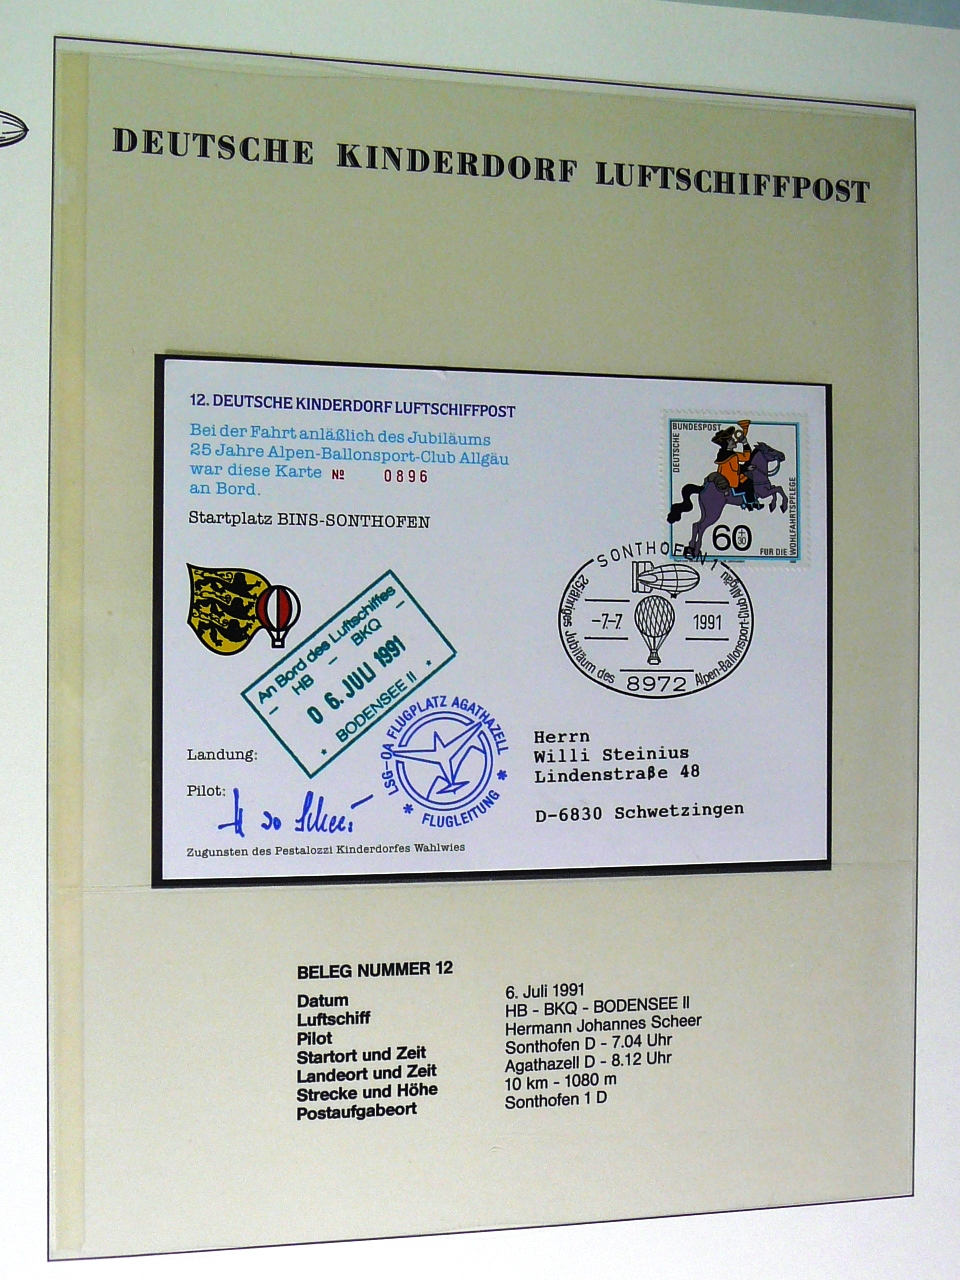 DEUTSCHE KINDERDORF LUFTSCHIFFPOST
12. DEUTSCHE KINDERDORF LUFTSCHIFFPOST
Bei der Fahrt anläßlich des Jubiläums
25 Jahre Alpen-Ballonsport-Club Allgäu
war diese Karte № 0896
an Bord.
Startplatz BINS-SONTHOFEN
DEUTSCHE BUNDESPOST
60
+
30
FÜR DIE
WOHLFAHRTSPFLEGE
SONTHOFEN 1
25jähriges Jubiläum des
Alpen-Ballonsport-Club Allgäu
-7-7
1991
8972
An Bord des Luftschiffes
– HB – BKQ –
0 6. JULI 1991
* BODENSEE II *
LSG-OA FLUGPLATZ AGATHAZELL
* FLUGLEITUNG *
Landung:
Pilot:
Herrn
Willi Steinius
Lindenstraße 48
D-6830 Schwetzingen
Zugunsten des Pestalozzi Kinderdorfes Wahlwies
BELEG NUMMER 12
Datum 6. Juli 1991
Luftschiff HB - BKQ - BODENSEE II
Pilot Hermann Johannes Scheer
Startort und Zeit Sonthofen D - 7.04 Uhr
Landeort und Zeit Agathazell D - 8.12 Uhr
Strecke und Höhe 10 km - 1080 m
Postaufgabeort Sonthofen 1 D